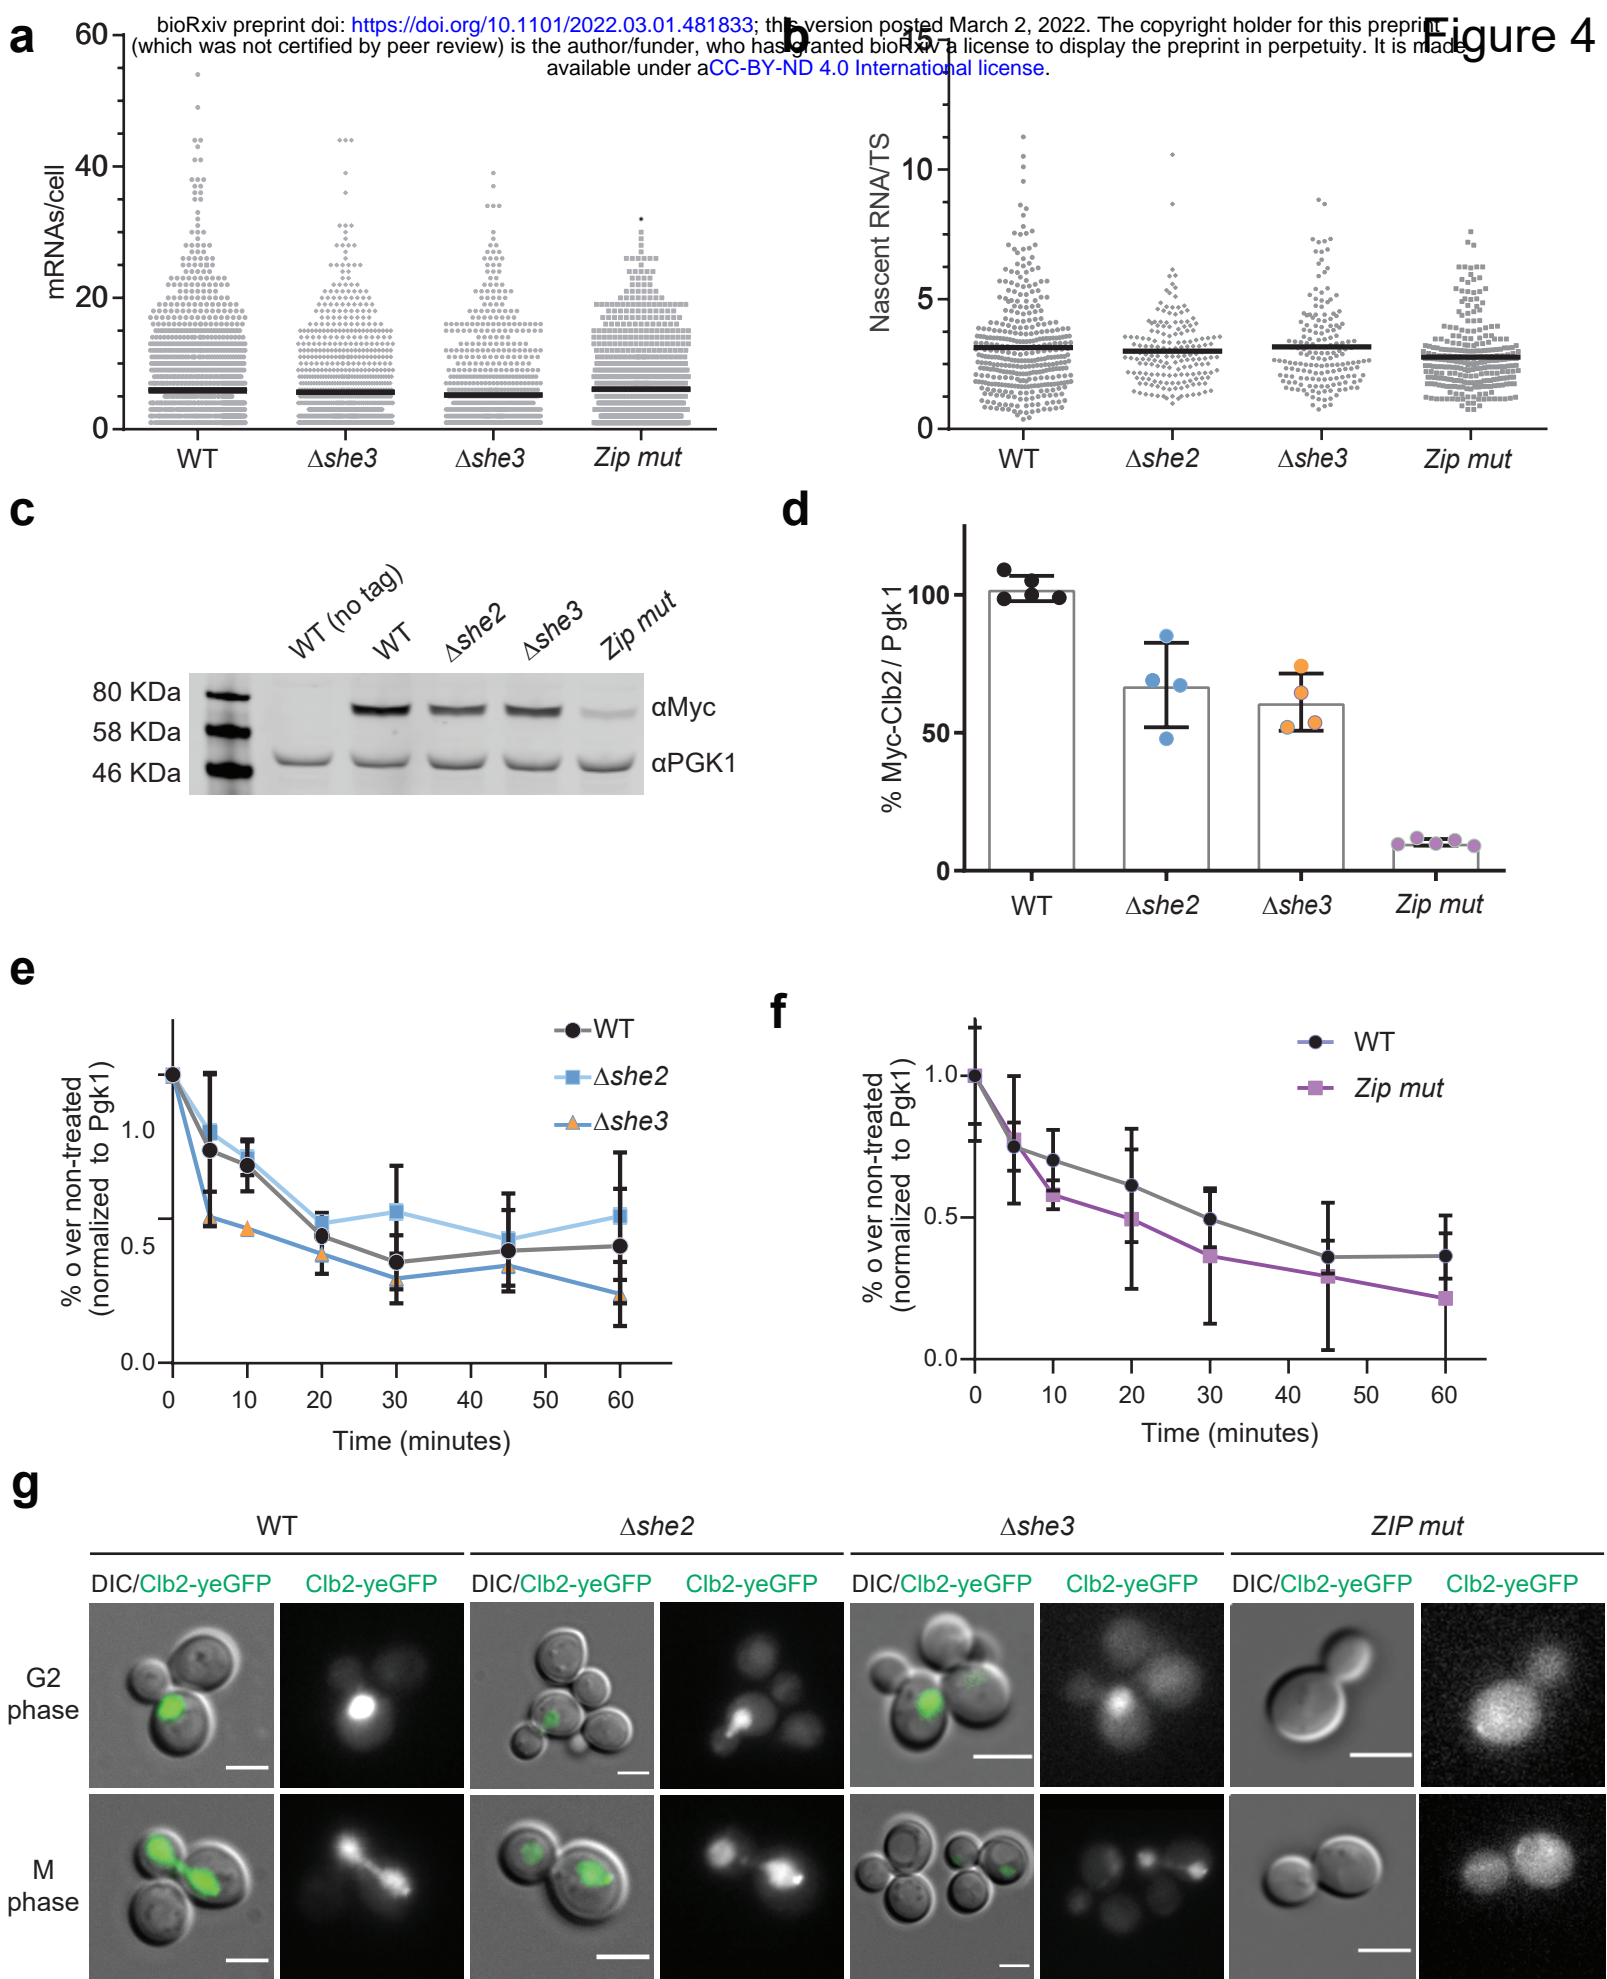 bioRxiv preprint doi: https://doi.org/10.1101/2022.03.01.481833; this version posted March 2, 2022. The copyright holder for this preprint
(which was not certified by peer review) is the author/funder, who has granted bioRxiv a license to display the preprint in perpetuity. It is made
available under aCC-BY-ND 4.0 International license.
Figure 4
a
mRNAs/cell
60
40
20
0
WT
Δshe3
Δshe3
Zip mut
b
Nascent RNA/TS
15
10
5
0
WT
Δshe2
Δshe3
Zip mut
c
WT (no tag)
WT
Δshe2
Δshe3
Zip mut
80 KDa
58 KDa
46 KDa
αMyc
αPGK1
d
% Myc-Clb2/ Pgk1
100
50
0
WT
Δshe2
Δshe3
Zip mut
e
% o ver non-treated
(normalized to Pgk1)
1.0
0.5
0.0
0
10
20
30
40
50
60
Time (minutes)
WT
Δshe2
Δshe3
f
% o ver non-treated
(normalized to Pgk1)
1.0
0.5
0.0
0
10
20
30
40
50
60
Time (minutes)
WT
Zip mut
g
WT
Δshe2
Δshe3
ZIP mut
DIC/Clb2-yeGFP
Clb2-yeGFP
DIC/Clb2-yeGFP
Clb2-yeGFP
DIC/Clb2-yeGFP
Clb2-yeGFP
DIC/Clb2-yeGFP
Clb2-yeGFP
G2
phase
M
phase